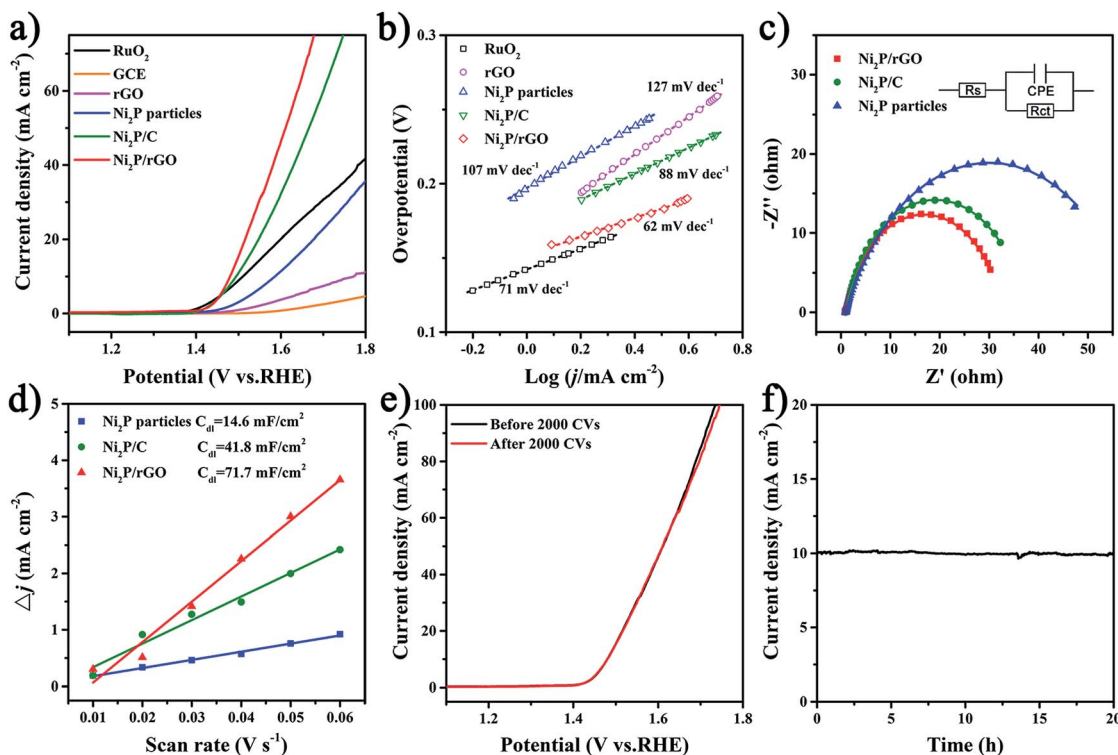 a)
Current density (mA cm⁻²)
60
40
20
0
RuO₂
GCE
rGO
Ni₂P particles
Ni₂P/C
Ni₂P/rGO
1.2 1.4 1.6 1.8
Potential (V vs.RHE)
b)
Overpotential (V)
0.3
0.2
0.1
RuO₂
rGO
Ni₂P particles
Ni₂P/C
Ni₂P/rGO
127 mV dec⁻¹
107 mV dec⁻¹
88 mV dec⁻¹
62 mV dec⁻¹
71 mV dec⁻¹
-0.2 0.0 0.2 0.4 0.6 0.8
Log (j/mA cm⁻²)
c)
-Z'' (ohm)
35
30
25
20
15
10
5
0
Ni₂P/rGO
Ni₂P/C
Ni₂P particles
Rs
CPE
Rct
0 10 20 30 40 50
Z' (ohm)
d)
△j (mA cm⁻²)
5
4
3
2
1
0
Ni₂P particles C_dl=14.6 mF/cm²
Ni₂P/C C_dl=41.8 mF/cm²
Ni₂P/rGO C_dl=71.7 mF/cm²
0.01 0.02 0.03 0.04 0.05 0.06
Scan rate (V s⁻¹)
e)
Current density (mA cm⁻²)
100
80
60
40
20
0
Before 2000 CVs
After 2000 CVs
1.2 1.4 1.6 1.8
Potential (V vs.RHE)
f)
Current density (mA cm⁻²)
20
15
10
5
0
0 5 10 15 20
Time (h)